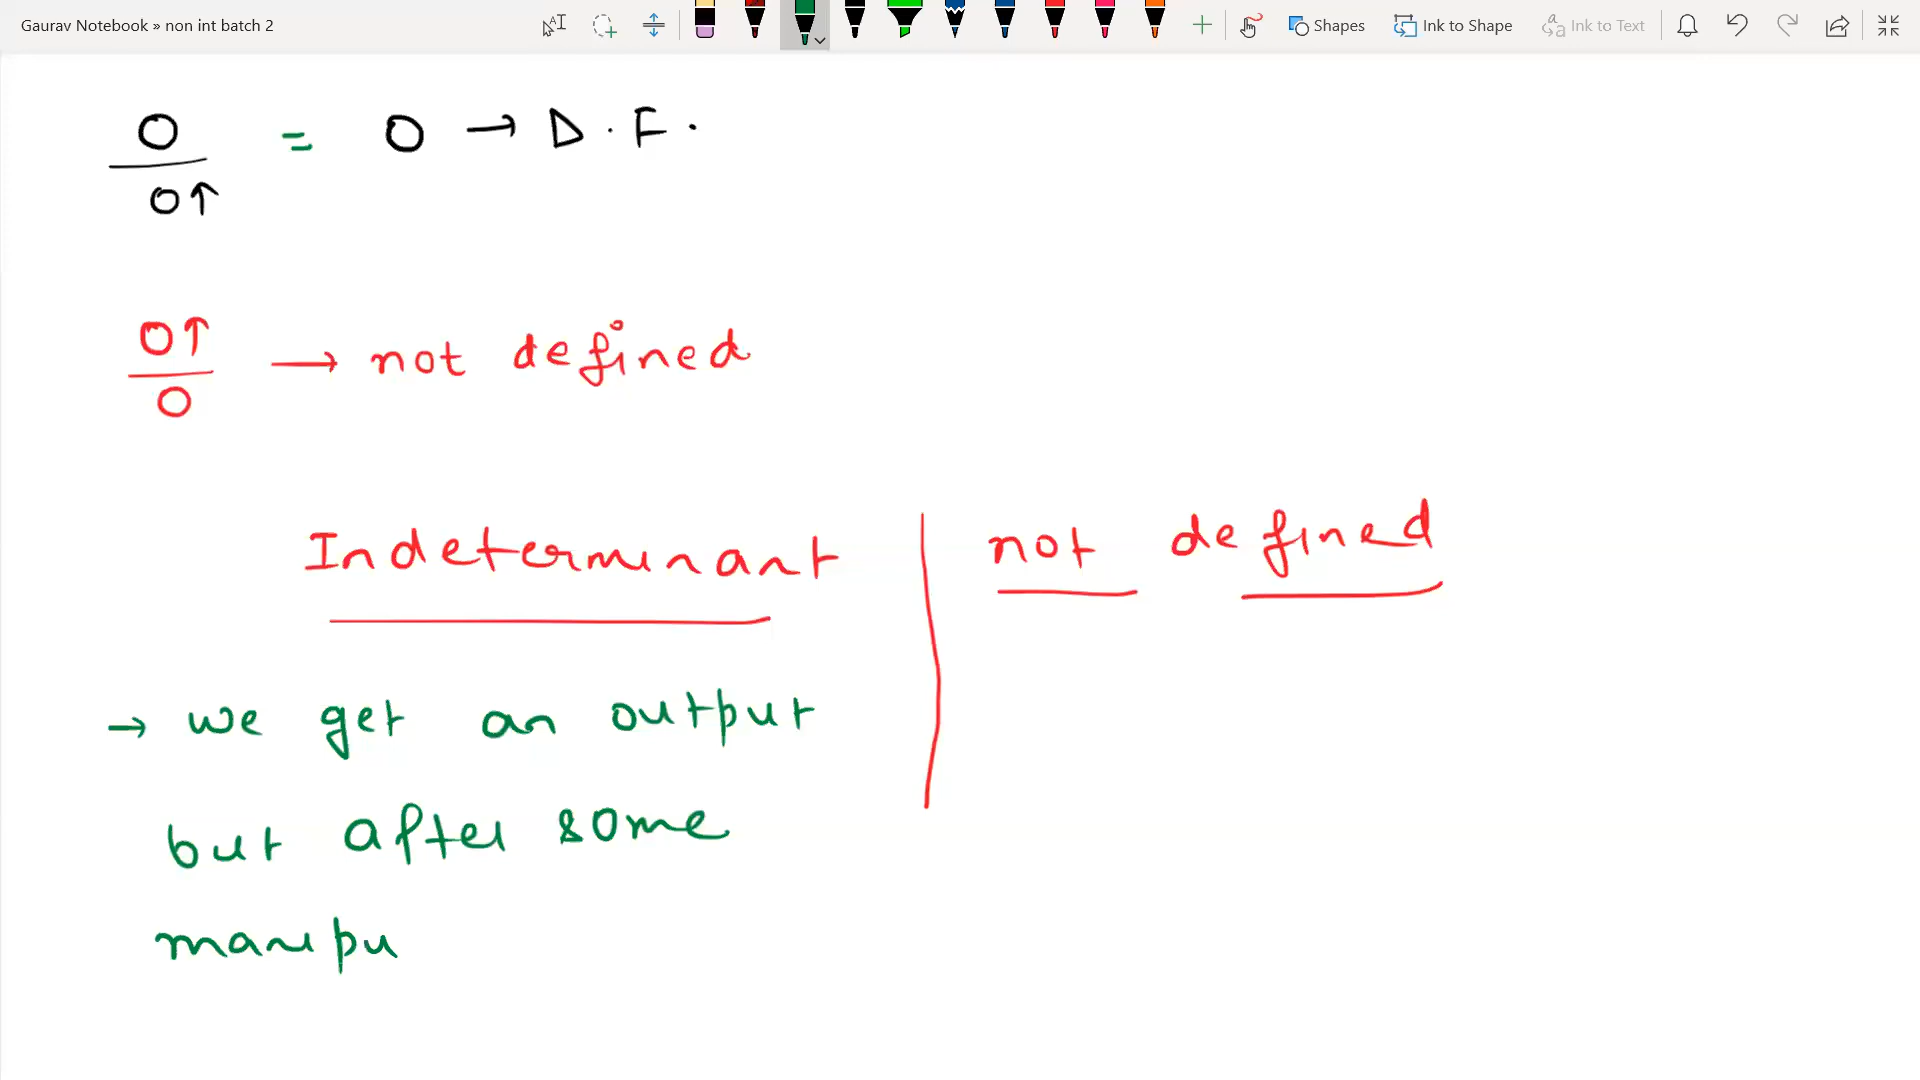 Gaurav Notebook » non int batch 2
Shapes
Ink to Shape
Ink to Text
0 / 0↑ = 0 → D.F.
0↑ / 0 → not defined
Indeterminant | not defined
→ we get an output
but after some
manipu